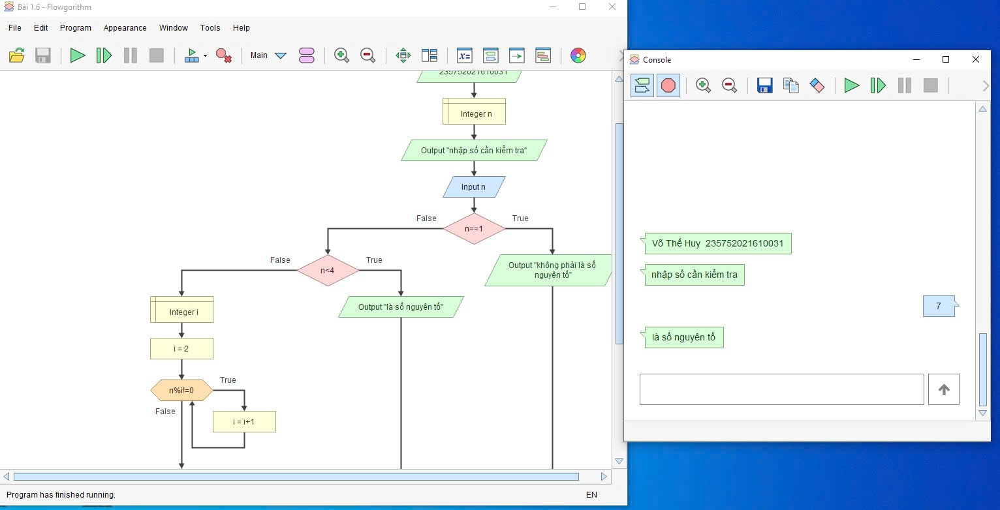 Bài 1.6 - Flowgorithm
File Edit Program Appearance Window Tools Help
Main
235752021610031
Integer n
Output "nhập số cần kiểm tra"
Input n
False True
n==1
False True
n<4
Output "không phải là số
nguyên tố"
Integer i
Output "là số nguyên tố"
i = 2
True
n%i!=0
False
i = i+1
Program has finished running.
EN
Console
Võ Thế Huy 235752021610031
nhập số cần kiểm tra
7
là số nguyên tố